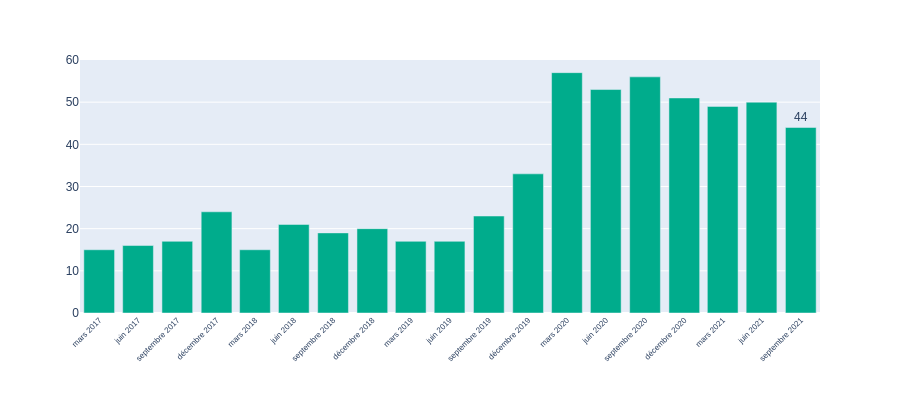 60
50
40
30
20
10
0
44
mars 2017
juin 2017
septembre 2017
décembre 2017
mars 2018
juin 2018
septembre 2018
décembre 2018
mars 2019
juin 2019
septembre 2019
décembre 2019
mars 2020
juin 2020
septembre 2020
décembre 2020
mars 2021
juin 2021
septembre 2021